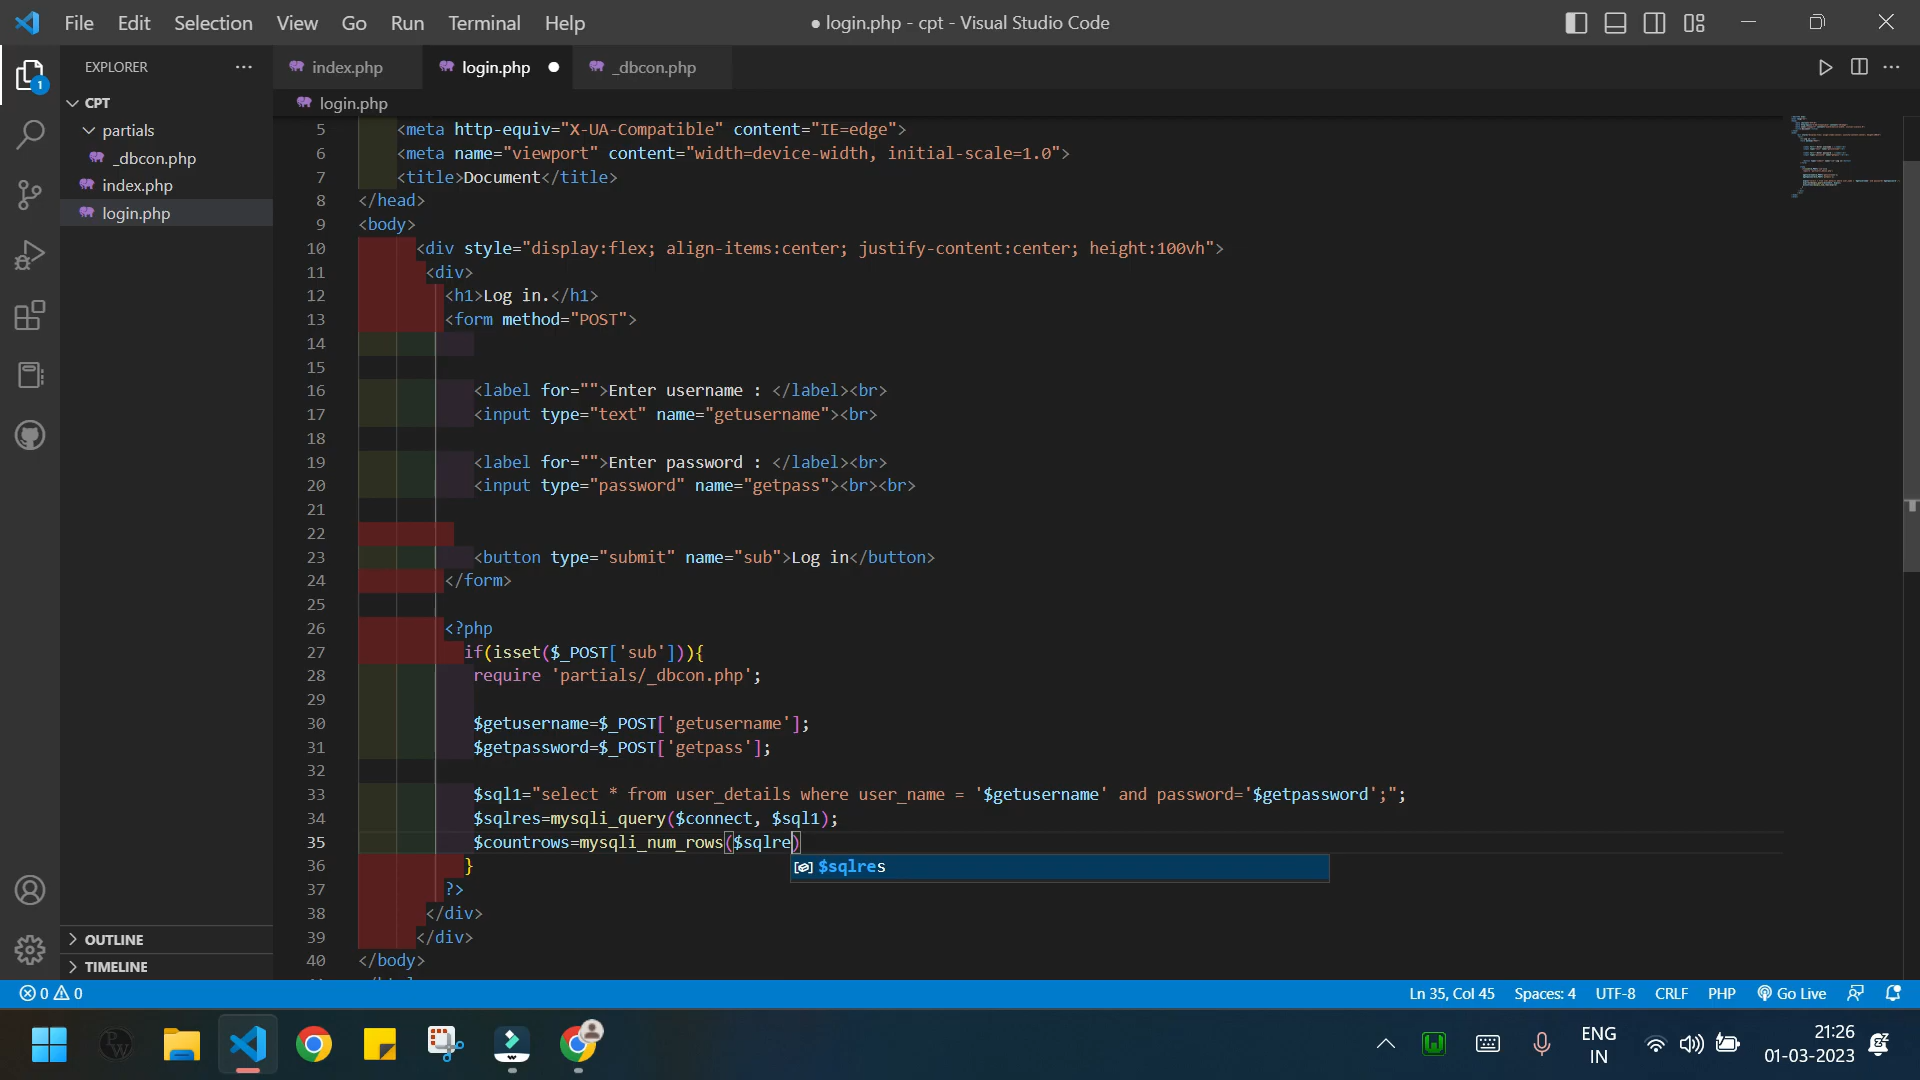 File Edit Selection View Go Run Terminal Help
● login.php - cpt - Visual Studio Code
EXPLORER
1
CPT
partials
_dbcon.php
index.php
login.php
OUTLINE
TIMELINE
index.php
login.php
_dbcon.php
login.php
5 <meta http-equiv="X-UA-Compatible" content="IE=edge">
6 <meta name="viewport" content="width=device-width, initial-scale=1.0">
7 <title>Document</title>
8 </head>
9 <body>
10 <div style="display:flex; align-items:center; justify-content:center; height:100vh">
11 <div>
12 <h1>Log in.</h1>
13 <form method="POST">
14
15
16 <label for="">Enter username : </label><br>
17 <input type="text" name="getusername"><br>
18
19 <label for="">Enter password : </label><br>
20 <input type="password" name="getpass"><br><br>
21
22
23 <button type="submit" name="sub">Log in</button>
24 </form>
25
26 <?php
27 if(isset($_POST['sub'])){
28 require 'partials/_dbcon.php';
29
30 $getusername=$_POST['getusername'];
31 $getpassword=$_POST['getpass'];
32
33 $sql1="select * from user_details where user_name = '$getusername' and password='$getpassword';";
34 $sqlres=mysqli_query($connect, $sql1);
35 $countrows=mysqli_num_rows($sqlre)
$sqlres
36 }
37 ?>
38 </div>
39 </div>
40 </body>
0 0
Ln 35, Col 45 Spaces: 4 UTF-8 CRLF PHP Go Live
ENG
IN
21:26
01-03-2023